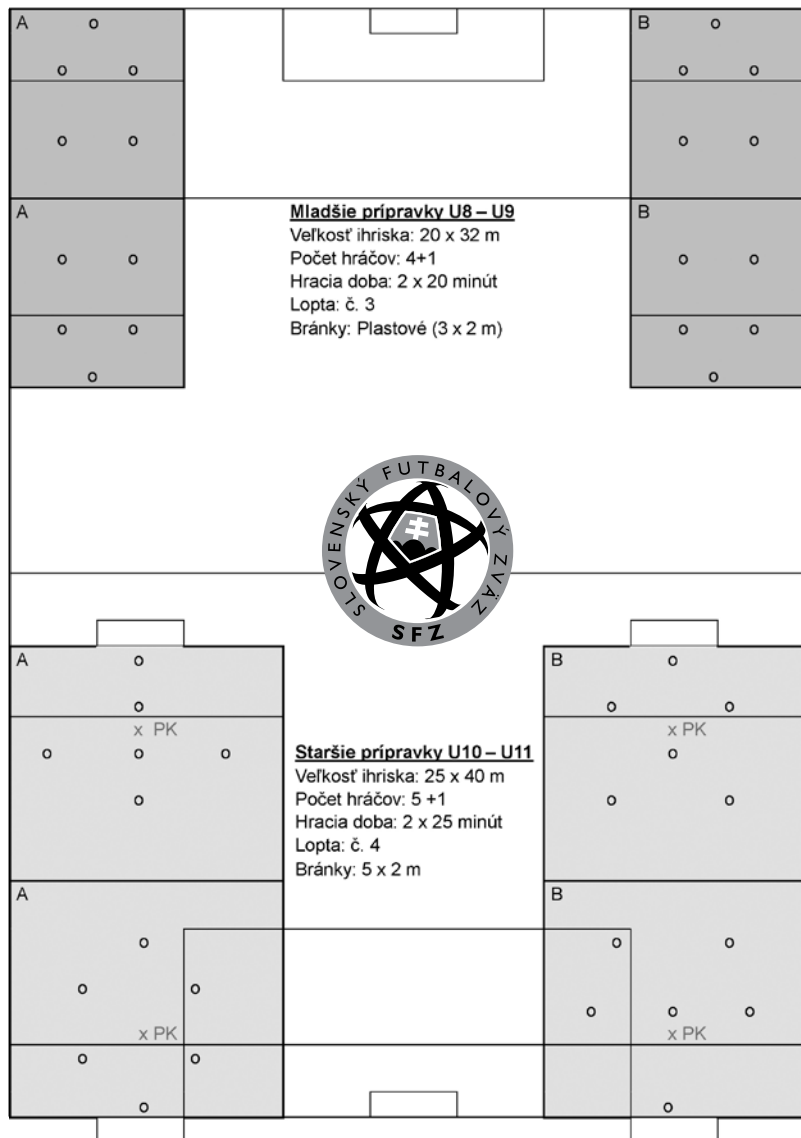 A
B
A
B
Mladšie prípravky U8 – U9
Veľkosť ihriska: 20 x 32 m
Počet hráčov: 4+1
Hracia doba: 2 x 20 minút
Lopta: č. 3
Bránky: Plastové (3 x 2 m)
SLOVENSKÝ FUTBALOVÝ ZVÄZ
SFZ
A
B
x PK
x PK
Staršie prípravky U10 – U11
Veľkosť ihriska: 25 x 40 m
Počet hráčov: 5 +1
Hracia doba: 2 x 25 minút
Lopta: č. 4
Bránky: 5 x 2 m
A
B
x PK
x PK